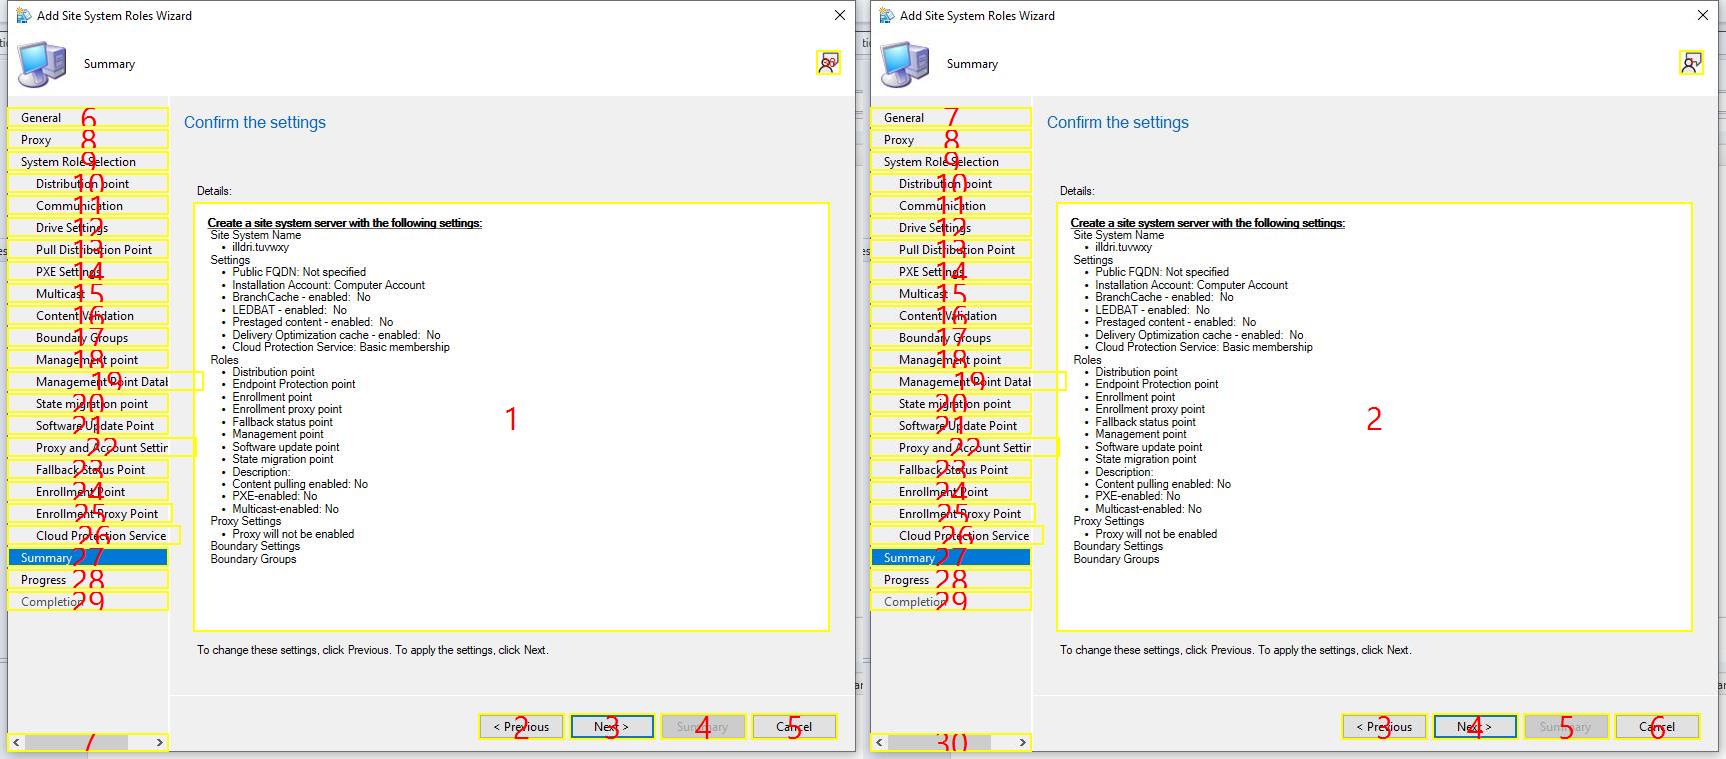 Add Site System Roles Wizard
Summary
30
General 6
Proxy 8
System Role Selection 9
Distribution point 10
Communication 11
Drive Settings 12
Pull Distribution Point 13
PXE Settings 14
Multicast 15
Content Validation 16
Boundary Groups 17
Management point 18
Management Point Datab 19
State migration point 20
Software Update Point 21
Proxy and Account Settin 22
Fallback Status Point 23
Enrollment Point 24
Enrollment Proxy Point 25
Cloud Protection Service 26
Summary 27
Progress 28
Completion 29
7
Confirm the settings
Details:
Create a site system server with the following settings:
Site System Name
• illdri.tuvwxy
Settings
• Public FQDN: Not specified
• Installation Account: Computer Account
• BranchCache - enabled: No
• LEDBAT - enabled: No
• Prestaged content - enabled: No
• Delivery Optimization cache - enabled: No
• Cloud Protection Service: Basic membership
Roles
• Distribution point
• Endpoint Protection point
• Enrollment point
• Enrollment proxy point
• Fallback status point
• Management point
• Software update point
• State migration point
• Description:
• Content pulling enabled: No
• PXE-enabled: No
• Multicast-enabled: No
Proxy Settings
• Proxy will not be enabled
Boundary Settings
Boundary Groups
1
To change these settings, click Previous. To apply the settings, click Next.
< Previous 2
Next > 3
Summary 4
Cancel 5
Add Site System Roles Wizard
Summary
1
General 7
Proxy 8
System Role Selection 9
Distribution point 10
Communication 11
Drive Settings 12
Pull Distribution Point 13
PXE Settings 14
Multicast 15
Content Validation 16
Boundary Groups 17
Management point 18
Management Point Datab 19
State migration point 20
Software Update Point 21
Proxy and Account Settin 22
Fallback Status Point 23
Enrollment Point 24
Enrollment Proxy Point 25
Cloud Protection Service 26
Summary 27
Progress 28
Completion 29
30
Confirm the settings
Details:
Create a site system server with the following settings:
Site System Name
• illdri.tuvwxy
Settings
• Public FQDN: Not specified
• Installation Account: Computer Account
• BranchCache - enabled: No
• LEDBAT - enabled: No
• Prestaged content - enabled: No
• Delivery Optimization cache - enabled: No
• Cloud Protection Service: Basic membership
Roles
• Distribution point
• Endpoint Protection point
• Enrollment point
• Enrollment proxy point
• Fallback status point
• Management point
• Software update point
• State migration point
• Description:
• Content pulling enabled: No
• PXE-enabled: No
• Multicast-enabled: No
Proxy Settings
• Proxy will not be enabled
Boundary Settings
Boundary Groups
2
To change these settings, click Previous. To apply the settings, click Next.
< Previous 3
Next > 4
Summary 5
Cancel 6